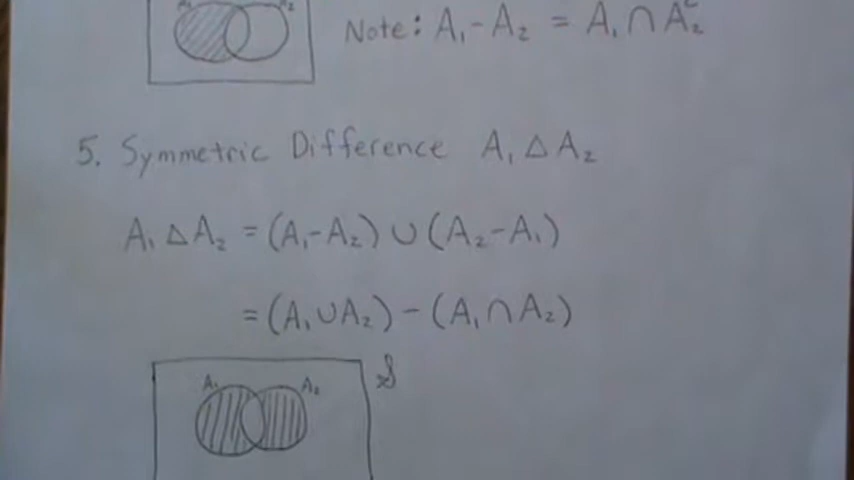 A₁ A₂
Note: A₁ - A₂ = A₁ ∩ A₂ᶜ
5. Symmetric Difference A₁ Δ A₂
A₁ Δ A₂ = (A₁-A₂) ∪ (A₂-A₁)
= (A₁∪A₂) - (A₁∩A₂)
S
A₁ A₂